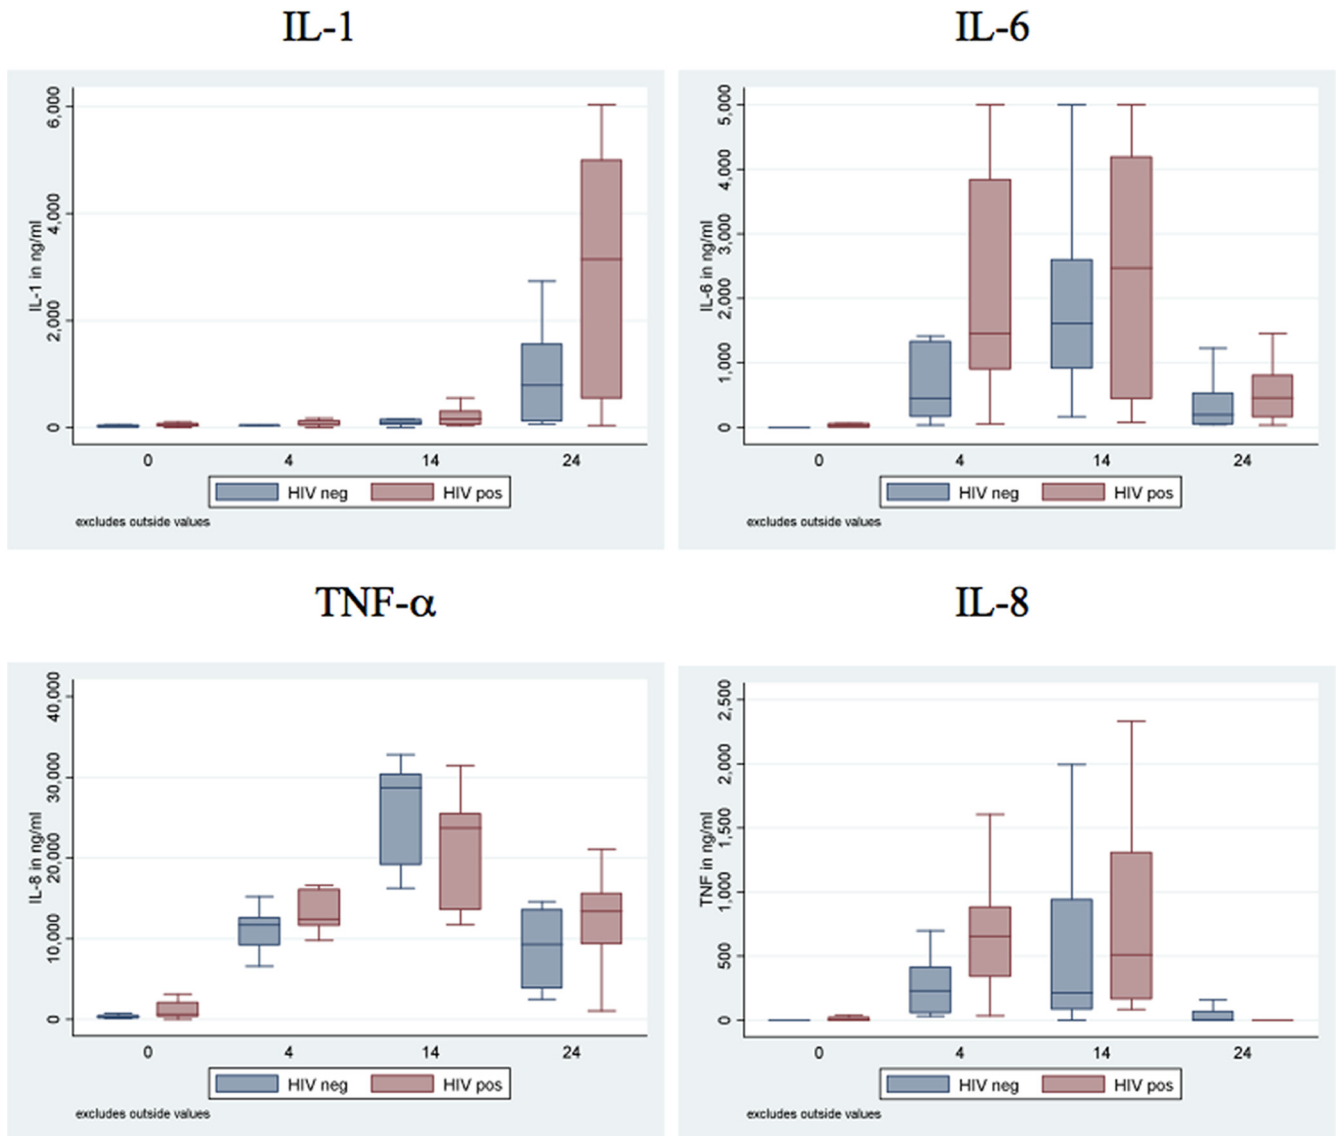 IL-1
IL-6
IL-1 in ng/ml
6,000
4,000
2,000
0
0 4 14 24
HIV neg HIV pos
excludes outside values
IL-6 in ng/ml
5,000
4,000
3,000
2,000
1,000
0
0 4 14 24
HIV neg HIV pos
excludes outside values
TNF-α
IL-8
IL-8 in ng/ml
40,000
30,000
20,000
10,000
0
0 4 14 24
HIV neg HIV pos
excludes outside values
TNF in ng/ml
2,500
2,000
1,500
1,000
500
0
0 4 14 24
HIV neg HIV pos
excludes outside values